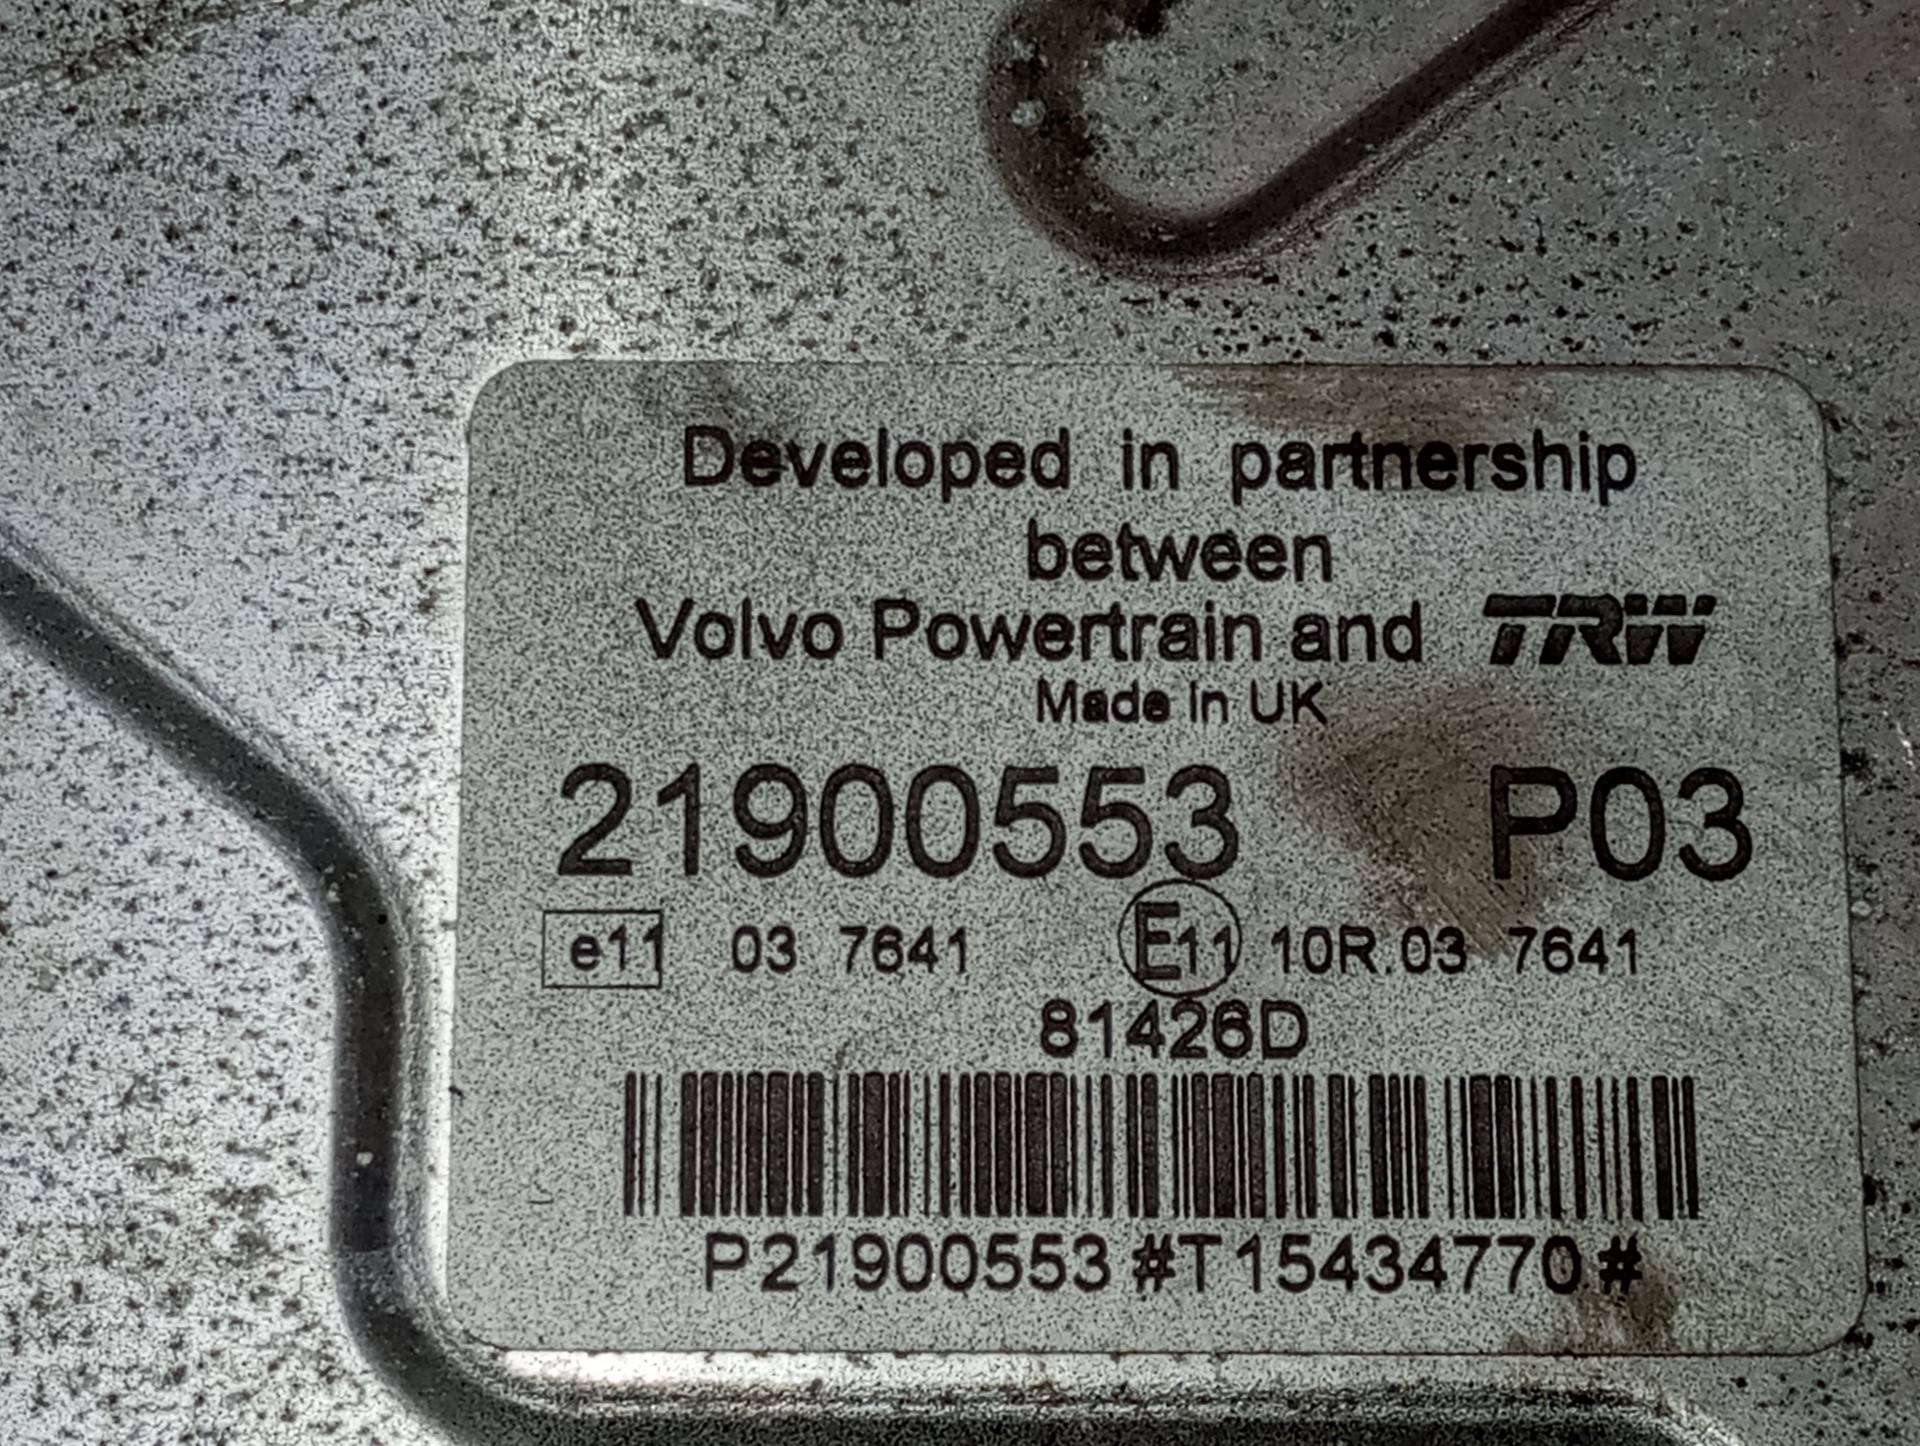 Developed in partnership
between
Volvo Powertrain and TRW
Made in UK
21900553 P03
e11 03 7641 E11 10R.03 7641
81426D
P21900553#T15434770#